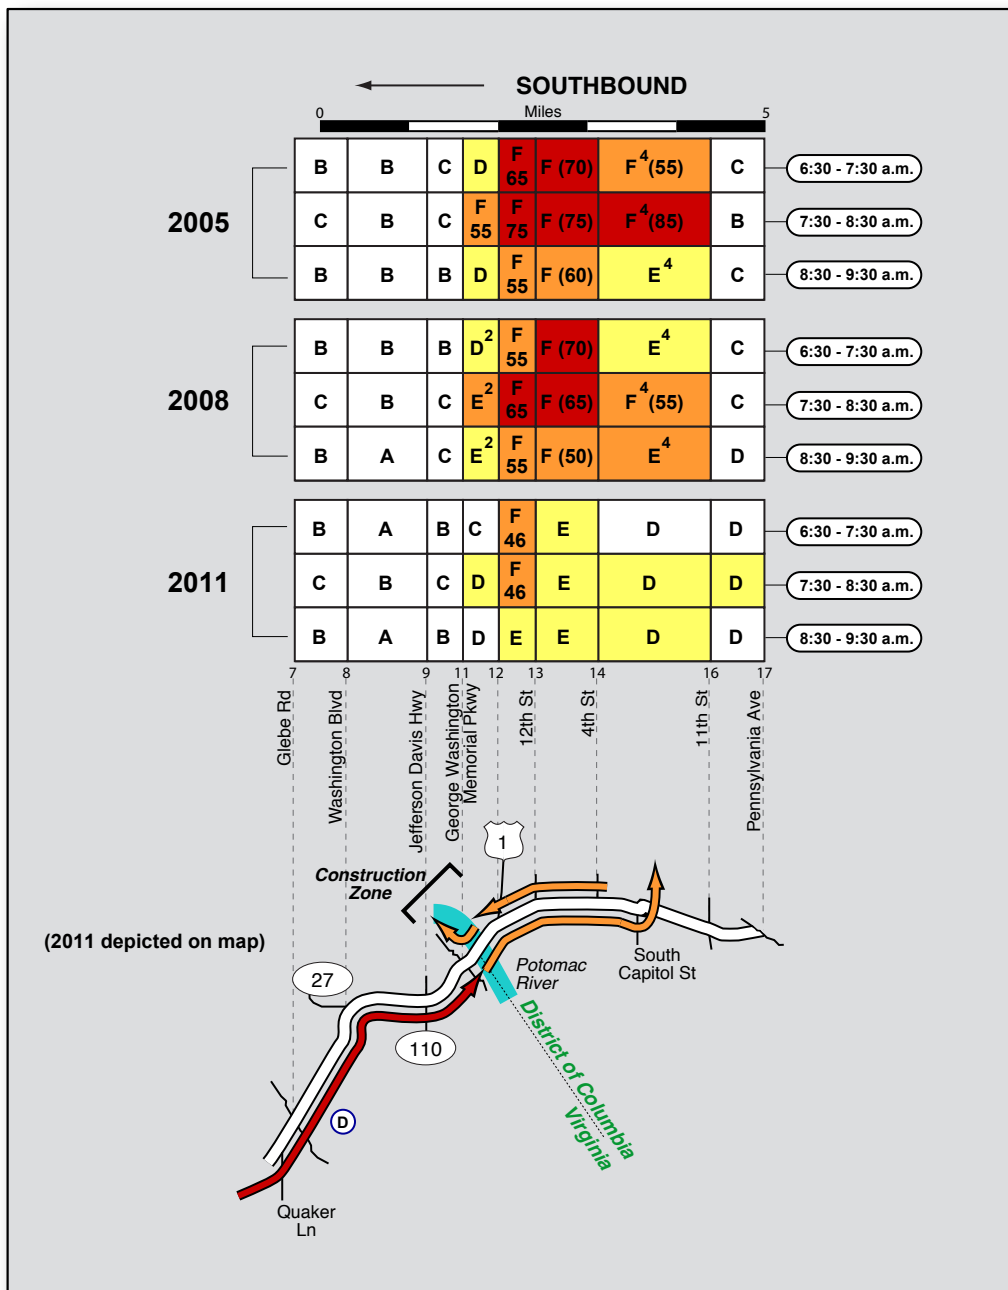 SOUTHBOUND
0 Miles 5
B B C D F 65 F (70) F4 (55) C 6:30 - 7:30 a.m.
2005 C B C F 55 F 75 F (75) F4 (85) B 7:30 - 8:30 a.m.
B B B D F 55 F (60) E4 C 8:30 - 9:30 a.m.
B B B D2 F 55 F (70) E4 C 6:30 - 7:30 a.m.
2008 C B C E2 F 65 F (65) F4 (55) C 7:30 - 8:30 a.m.
B A C E2 F 55 F (50) E4 D 8:30 - 9:30 a.m.
B A B C F 46 E D D 6:30 - 7:30 a.m.
2011 C B C D F 46 E D D 7:30 - 8:30 a.m.
B A B D E E D D 8:30 - 9:30 a.m.
7 8 9 11 12 13 14 16 17
Glebe Rd
Washington Blvd
Jefferson Davis Hwy
George Washington
Memorial Pkwy
12th St
4th St
11th St
Pennsylvania Ave
1
Construction
Zone
(2011 depicted on map)
South
Capitol St
Potomac
River
27
110
District of Columbia
Virginia
D
Quaker
Ln